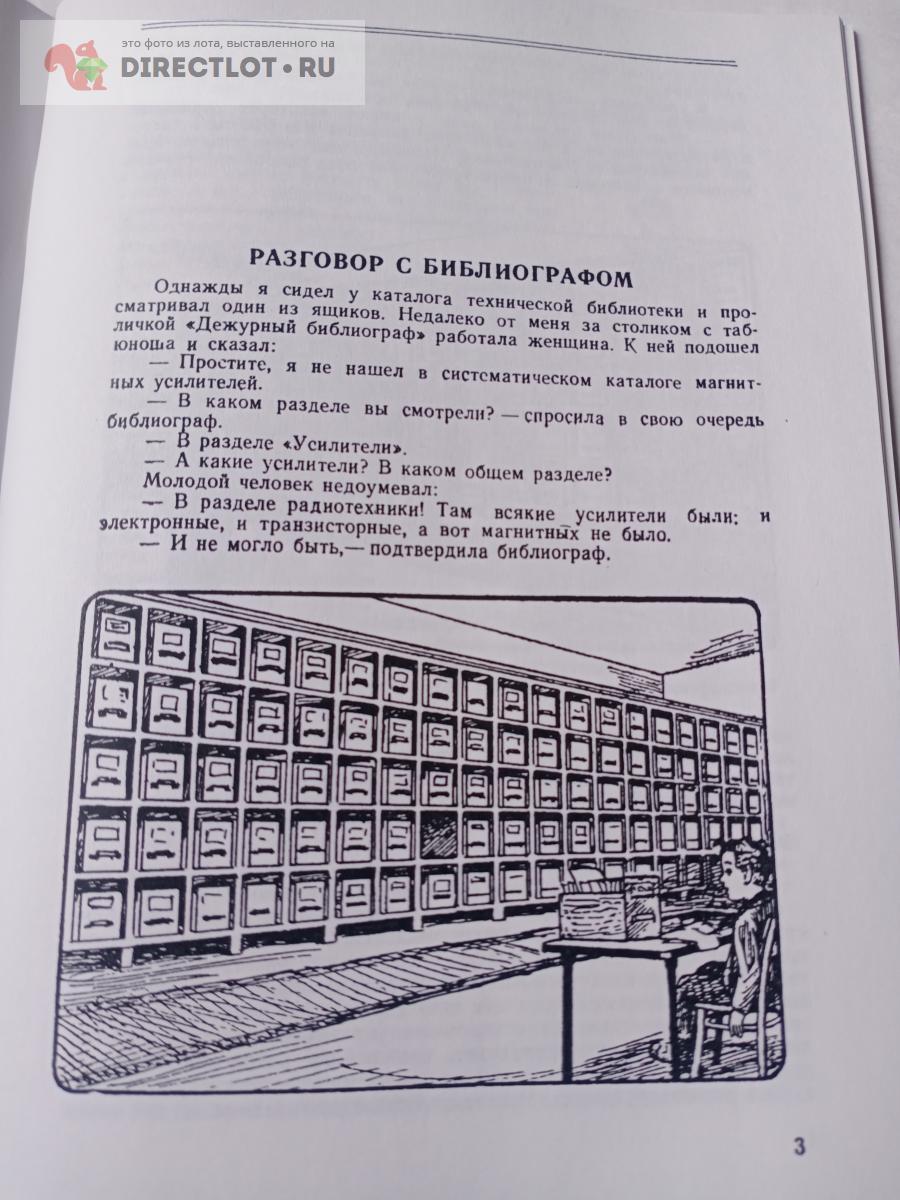 это фото из лота, выставленного на
DIRECTLOT.RU
РАЗГОВОР С БИБЛИОГРАФОМ
Однажды я сидел у каталога технической библиотеки и про-
сматривал один из ящиков. Недалеко от меня за столиком с таб-
личкой «Дежурный библиограф» работала женщина. К ней подошел
юноша и сказал:
— Простите, я не нашел в систематическом каталоге магнит-
ных усилителей.
— В каком разделе вы смотрели? — спросила в свою очередь
библиограф.
— В разделе «Усилители».
— А какие усилители? В каком общем разделе?
Молодой человек недоумевал:
— В разделе радиотехники! Там всякие усилители были: и
электронные, и транзисторные, а вот магнитных не было.
— И не могло быть,— подтвердила библиограф.
3